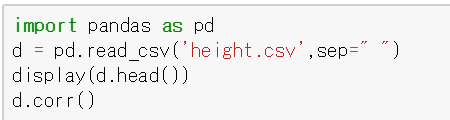 import pandas as pd
d = pd.read_csv('height.csv',sep=" ")
display(d.head())
d.corr()